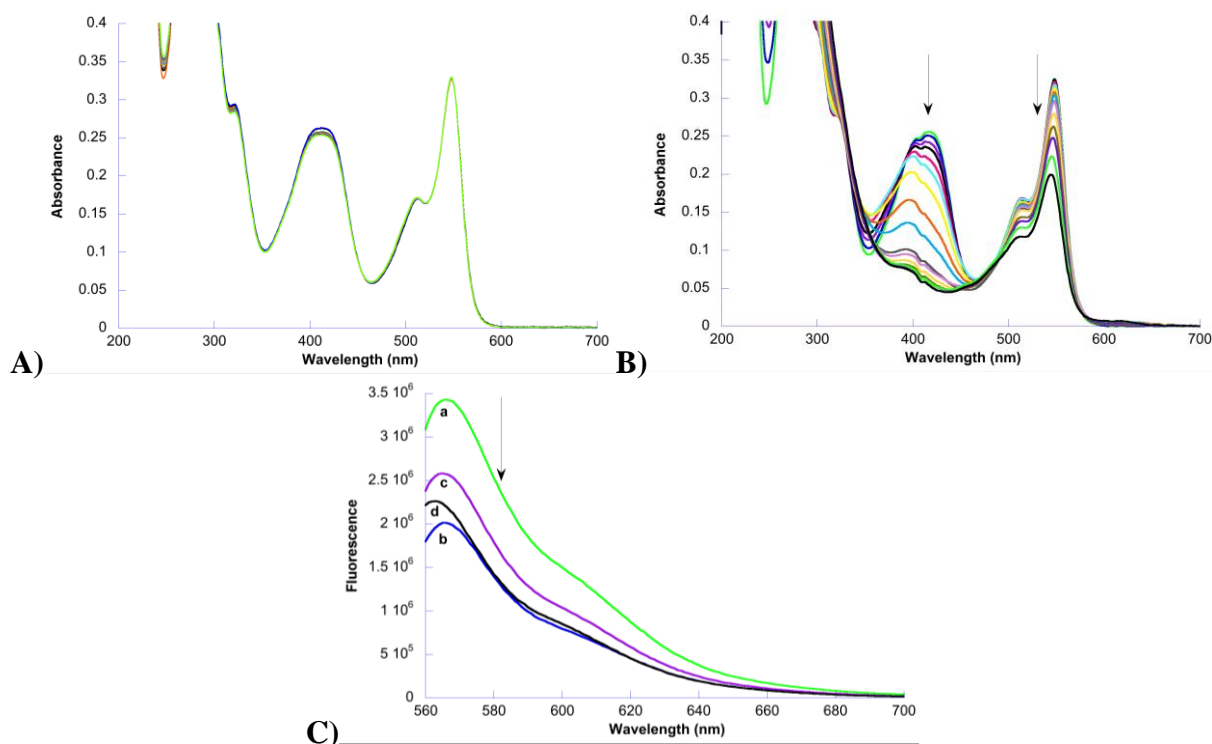 0.4
0.3
0.25
0.2
0.15
0.1
0.05
0
Absorbance
200 300 400 500 600 700
Wavelength (nm)
A)
0.4
0.3
0.25
0.2
0.15
0.1
0.05
0
Absorbance
200 300 400 500 600 700
Wavelength (nm)
B)
3.5 10⁶
3 10⁶
2.5 10⁶
2 10⁶
1.5 10⁶
1 10⁶
5 10⁵
0
Fluorescence
a
c
d
b
560 580 600 620 640 660 680 700
Wavelength (nm)
C)